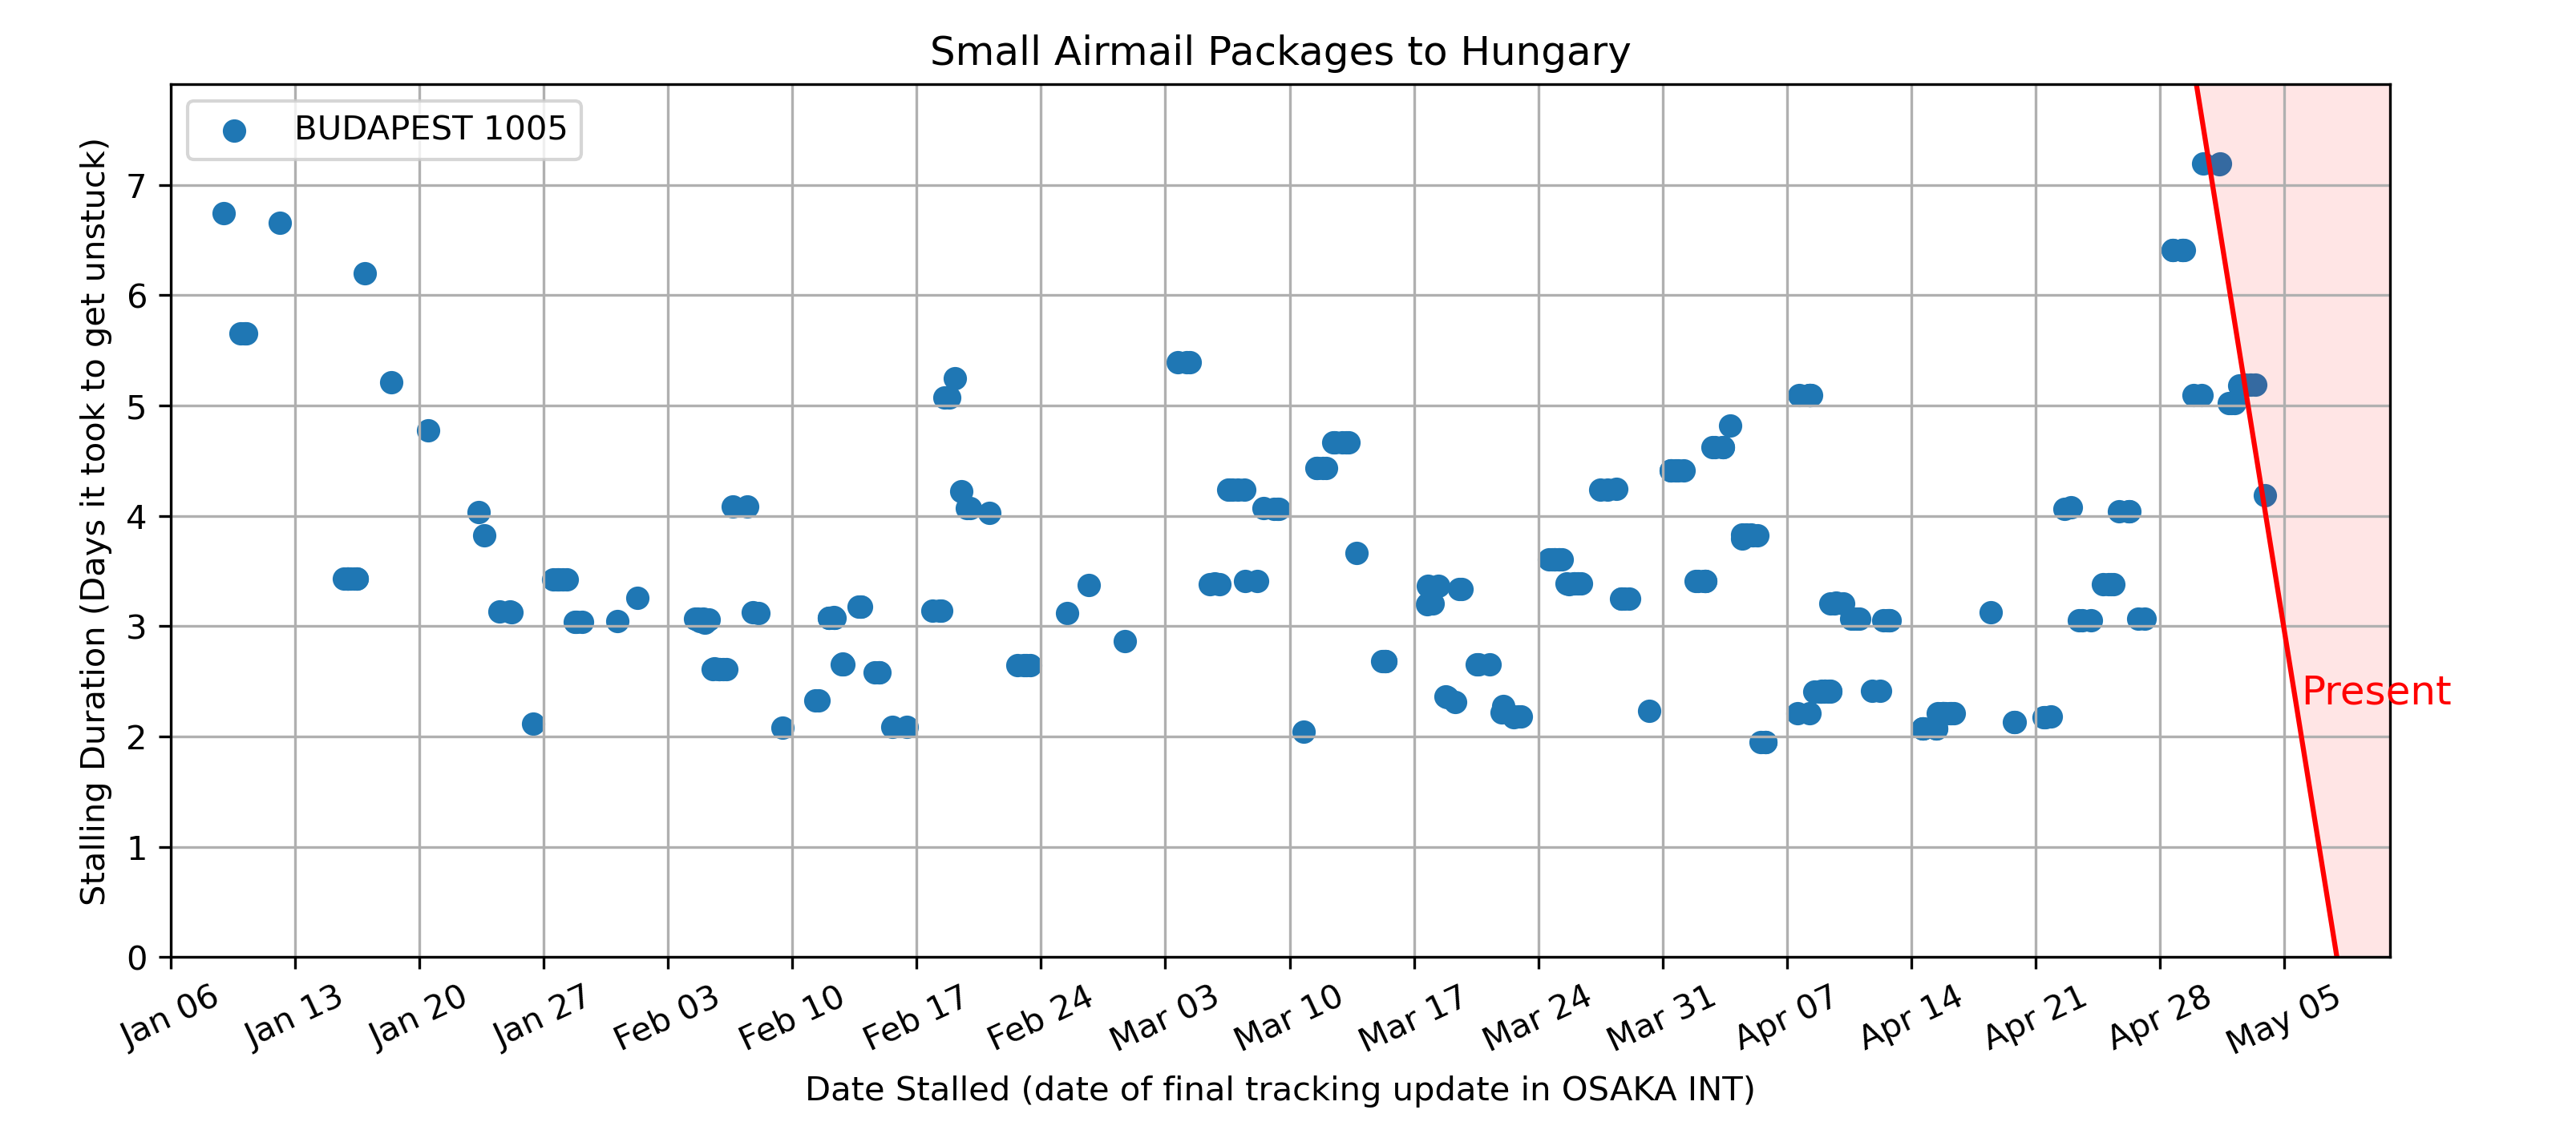 Small Airmail Packages to Hungary
BUDAPEST 1005
Stalling Duration (Days it took to get unstuck)
7
6
5
4
3
2
1
0
Present
Jan 06 Jan 13 Jan 20 Jan 27 Feb 03 Feb 10 Feb 17 Feb 24 Mar 03 Mar 10 Mar 17 Mar 24 Mar 31 Apr 07 Apr 14 Apr 21 Apr 28 May 05
Date Stalled (date of final tracking update in OSAKA INT)